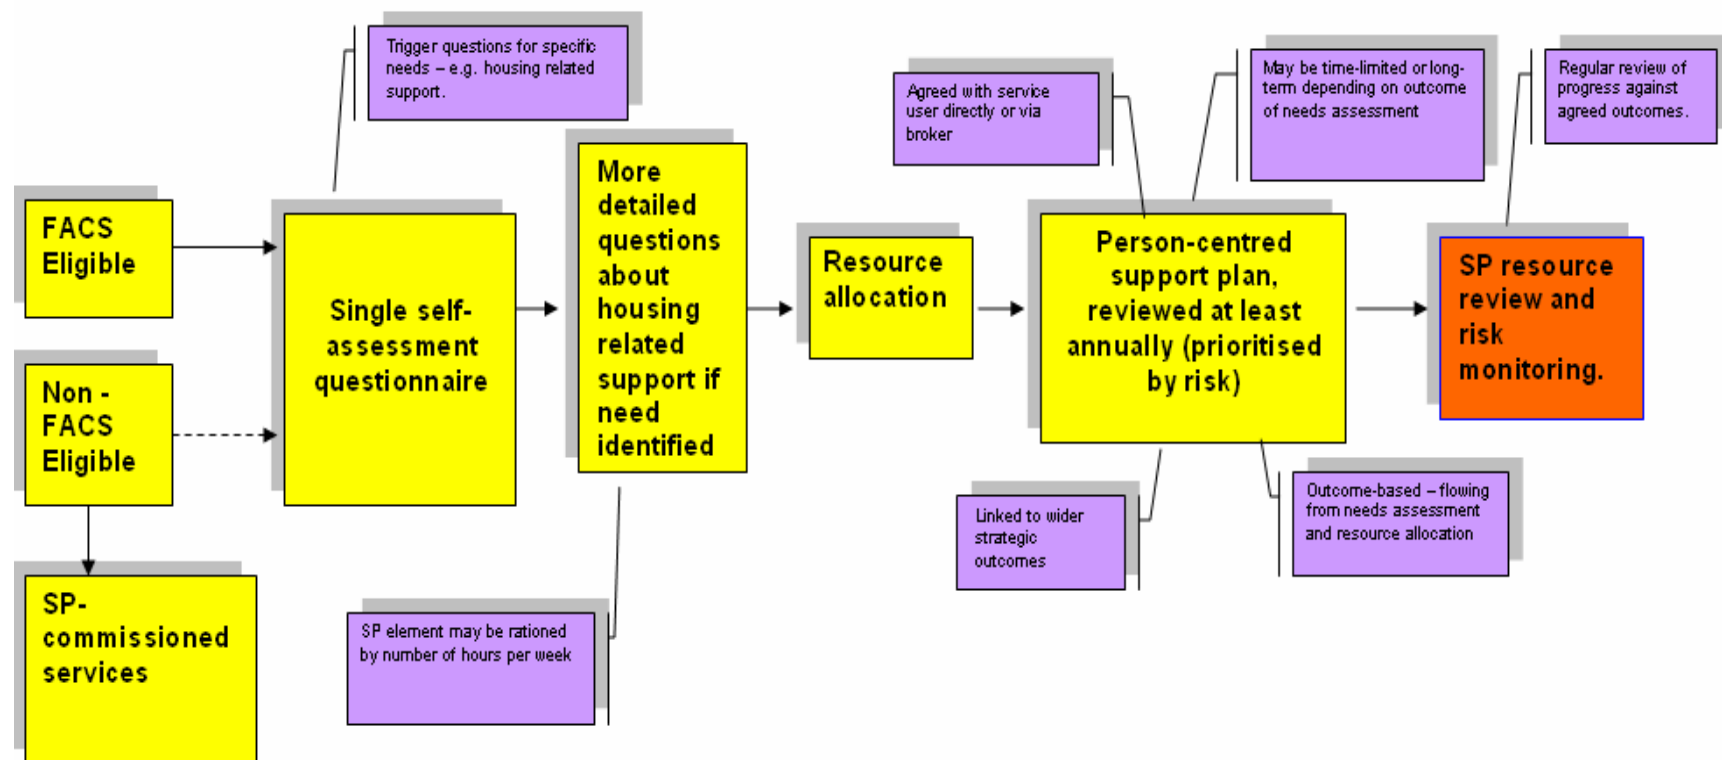 Trigger questions for specific
needs – e.g. housing related
support.
Agreed with service
user directly or via
broker
May be time-limited or long-
term depending on outcome
of needs assessment
Regular review of
progress against
agreed outcomes.
FACS
Eligible
Non -
FACS
Eligible
SP-
commissioned
services
Single self-
assessment
questionnaire
More
detailed
questions
about
housing
related
support if
need
identified
Resource
allocation
Person-centred
support plan,
reviewed at least
annually (prioritised
by risk)
SP resource
review and
risk
monitoring.
SP element may be rationed
by number of hours per week
Linked to wider
strategic
outcomes
Outcome-based – flowing
from needs assessment
and resource allocation